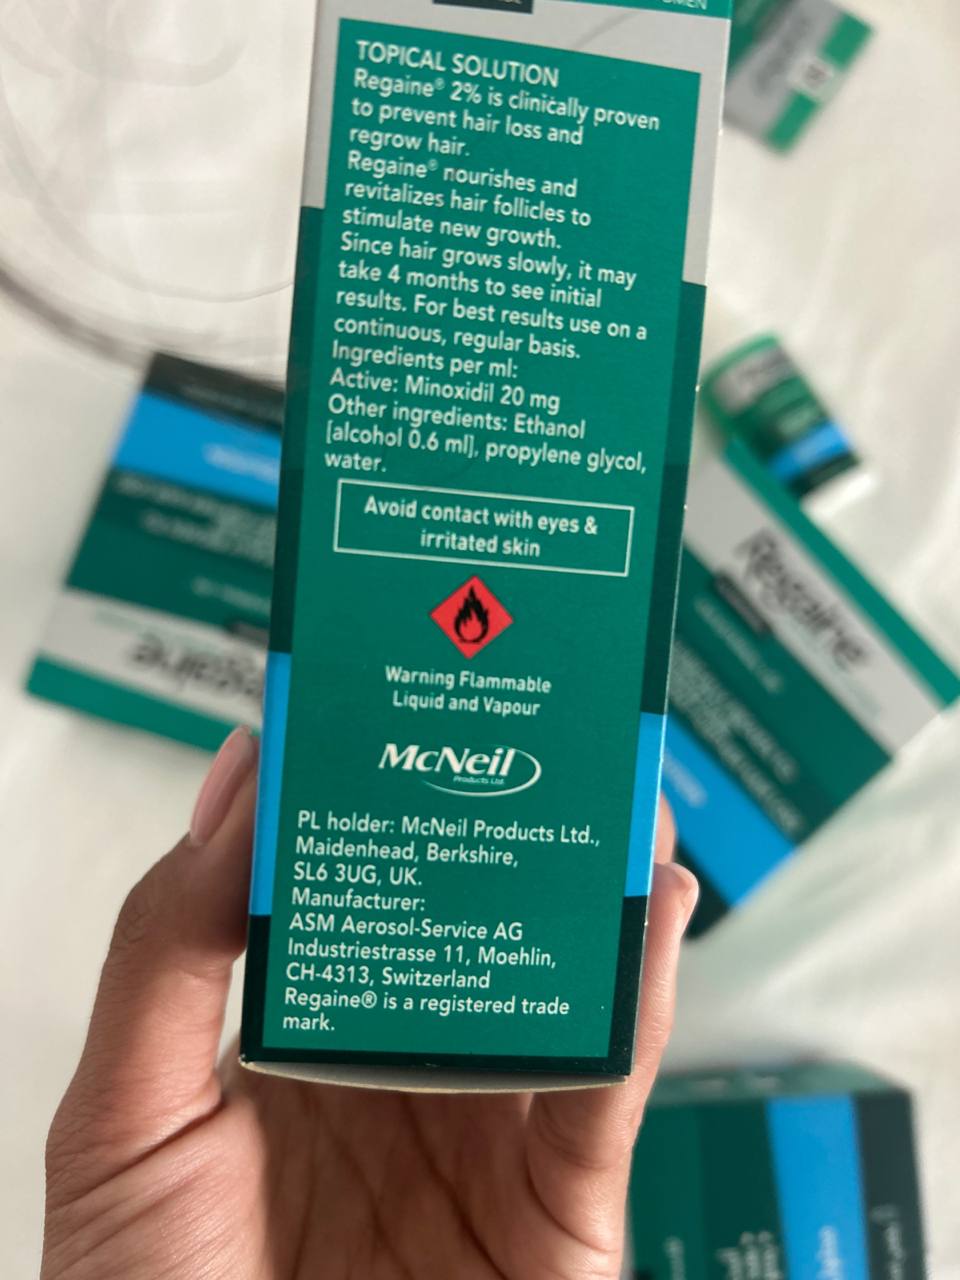 TOPICAL SOLUTION
Regaine® 2% is clinically proven
to prevent hair loss and
regrow hair.
Regaine® nourishes and
revitalizes hair follicles to
stimulate new growth.
Since hair grows slowly, it may
take 4 months to see initial
results. For best results use on a
continuous, regular basis.
Ingredients per ml:
Active: Minoxidil 20 mg
Other ingredients: Ethanol
[alcohol 0.6 ml], propylene glycol,
water.
Avoid contact with eyes &
irritated skin
Warning Flammable
Liquid and Vapour
McNeil
Products Ltd.
PL holder: McNeil Products Ltd.,
Maidenhead, Berkshire,
SL6 3UG, UK.
Manufacturer:
ASM Aerosol-Service AG
Industriestrasse 11, Moehlin,
CH-4313, Switzerland
Regaine® is a registered trade
mark.
Regaine
Regaine